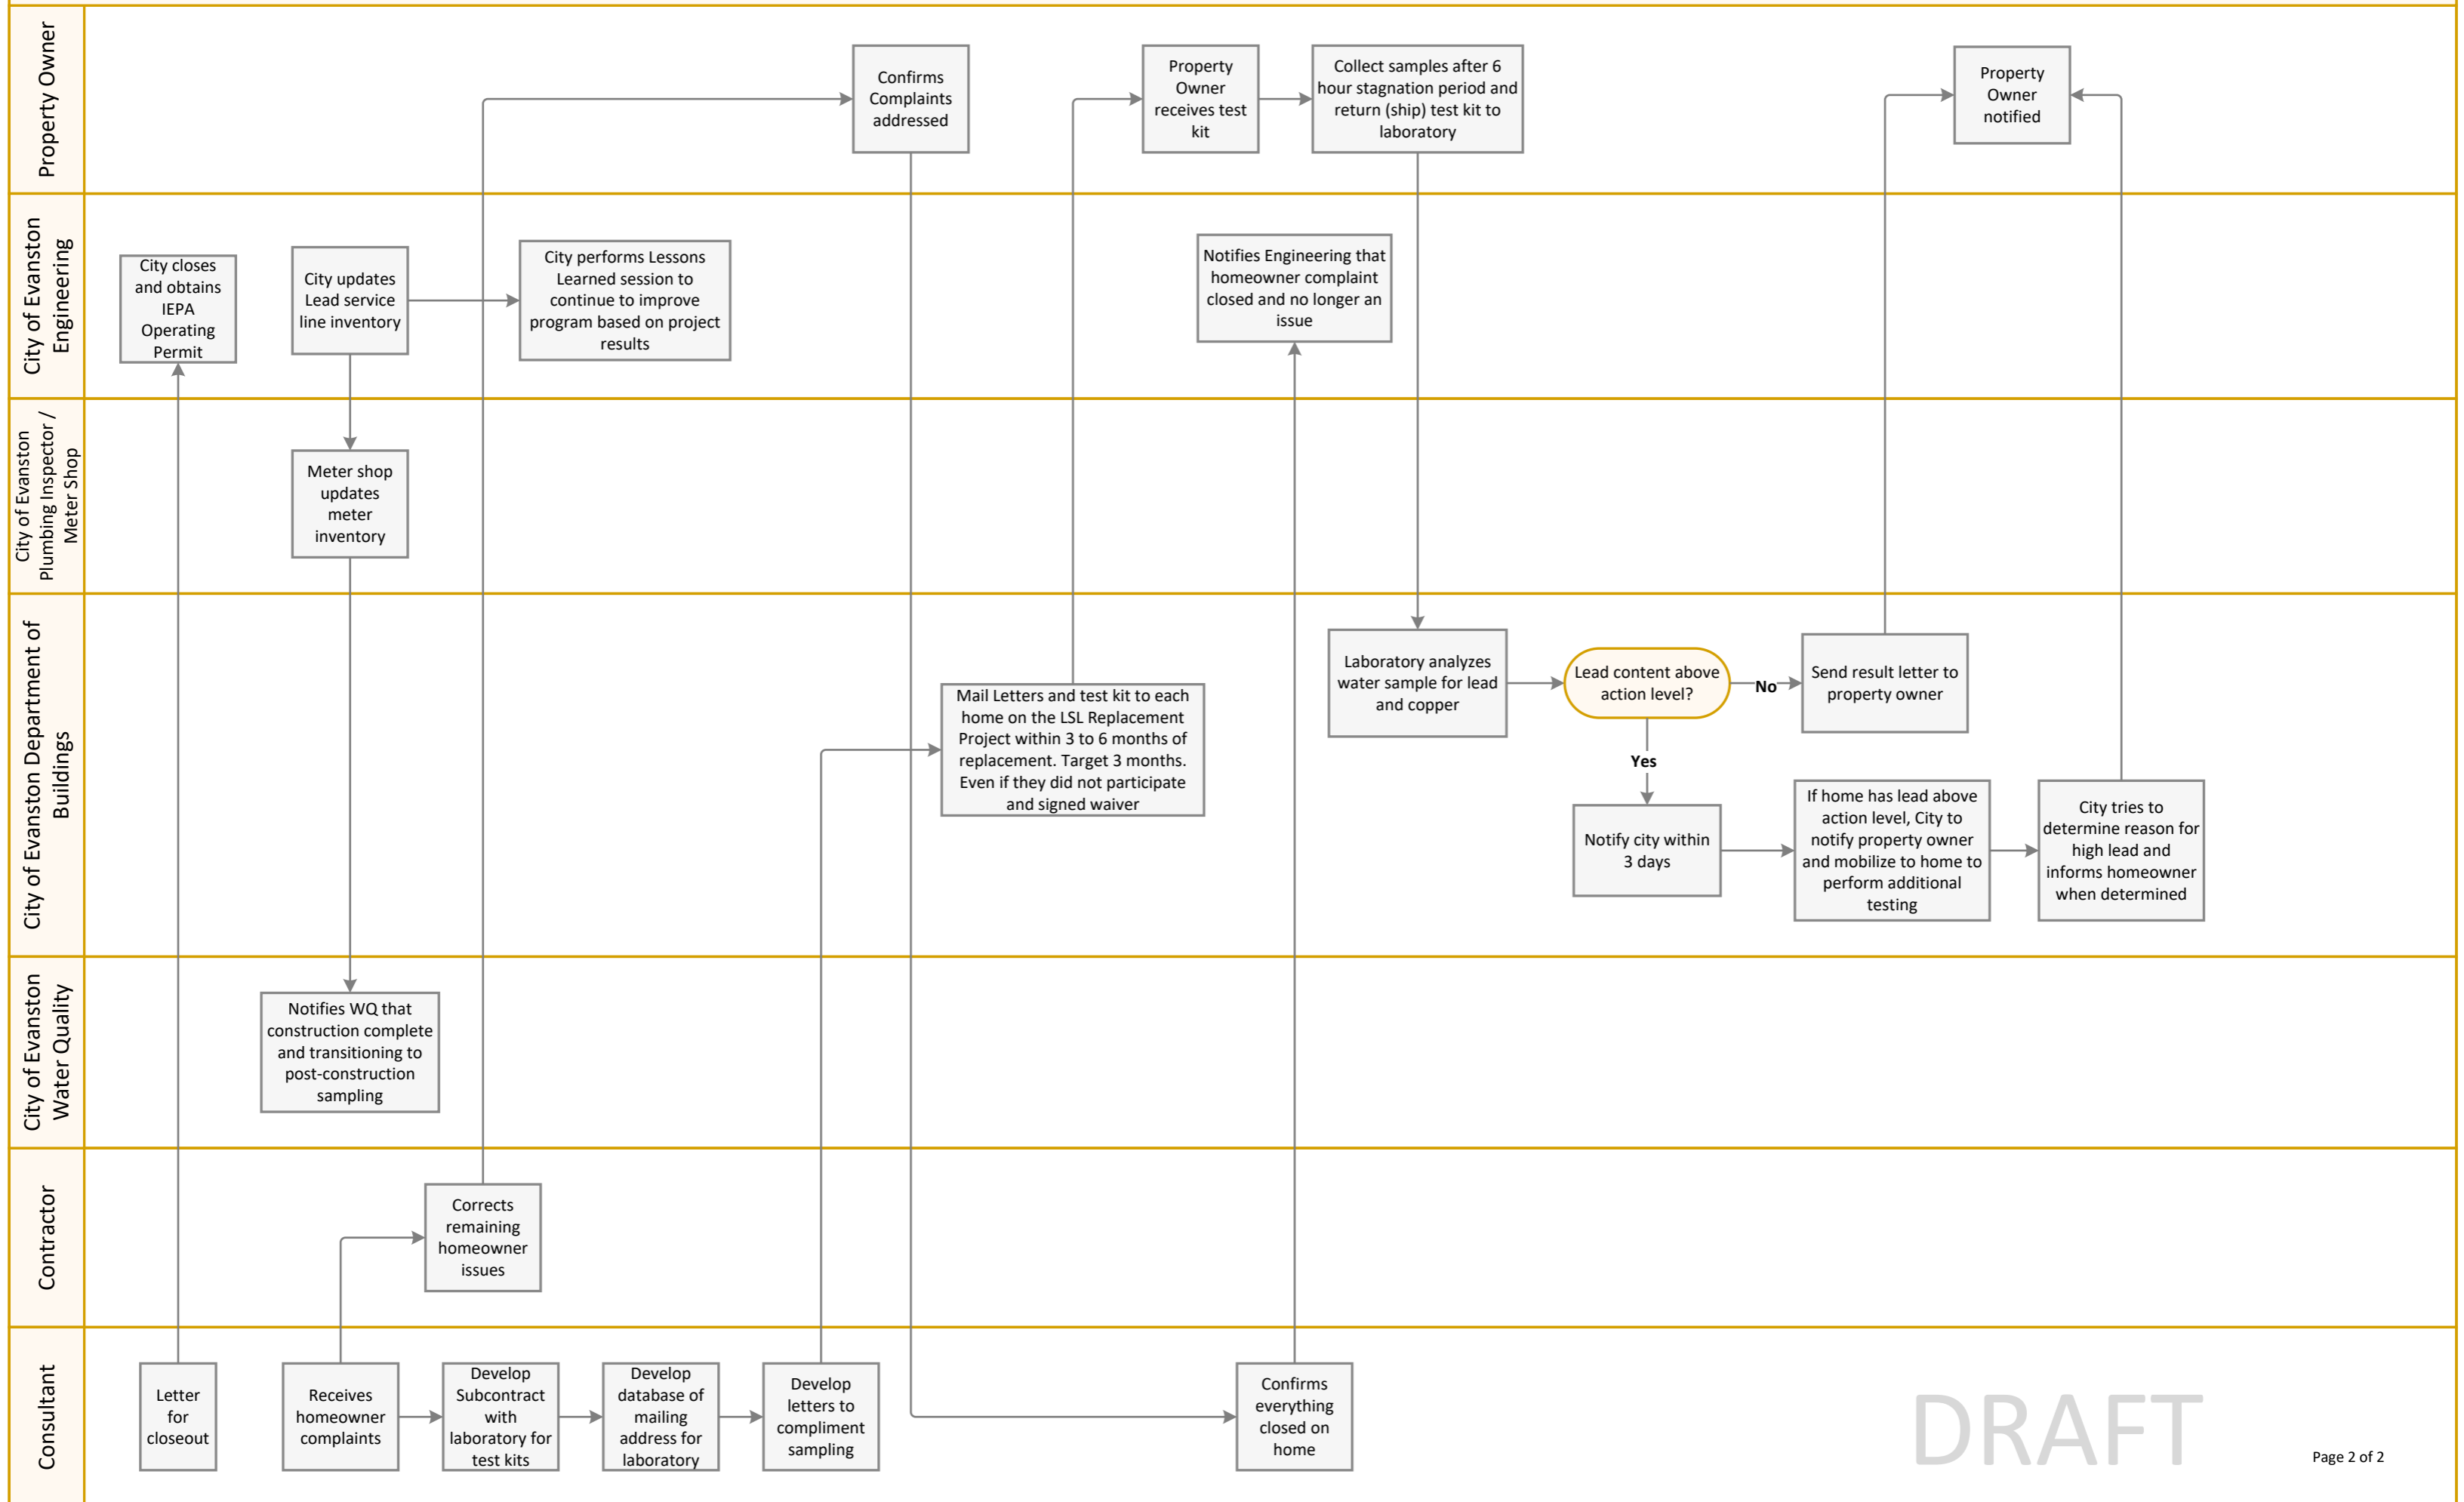 Property Owner
Confirms
Complaints
addressed
Property
Owner
receives test
kit
Collect samples after 6
hour stagnation period and
return (ship) test kit to
laboratory
Property
Owner
notified
City of Evanston
Engineering
City closes
and obtains
IEPA
Operating
Permit
City updates
Lead service
line inventory
City performs Lessons
Learned session to
continue to improve
program based on project
results
Notifies Engineering that
homeowner complaint
closed and no longer an
issue
City of Evanston
Plumbing Inspector /
Meter Shop
Meter shop
updates
meter
inventory
City of Evanston Department of
Buildings
Mail Letters and test kit to each
home on the LSL Replacement
Project within 3 to 6 months of
replacement. Target 3 months.
Even if they did not participate
and signed waiver
Laboratory analyzes
water sample for lead
and copper
Lead content above
action level?
No
Send result letter to
property owner
Yes
Notify city within
3 days
If home has lead above
action level, City to
notify property owner
and mobilize to home to
perform additional
testing
City tries to
determine reason for
high lead and
informs homeowner
when determined
City of Evanston
Water Quality
Notifies WQ that
construction complete
and transitioning to
post-construction
sampling
Contractor
Corrects
remaining
homeowner
issues
Consultant
Letter
for
closeout
Receives
homeowner
complaints
Develop
Subcontract
with
laboratory for
test kits
Develop
database of
mailing
address for
laboratory
Develop
letters to
compliment
sampling
Confirms
everything
closed on
home
DRAFT
Page 2 of 2